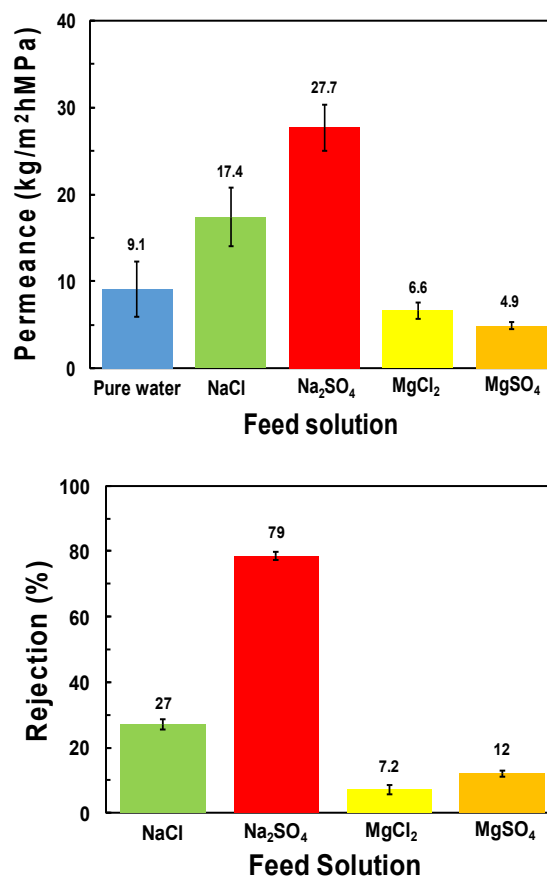 Permeance (kg/m²hMPa)
40
30
20
10
0
9.1
17.4
27.7
6.6
4.9
Pure water
NaCl
Na₂SO₄
MgCl₂
MgSO₄
Feed solution
Rejection (%)
100
80
60
40
20
0
27
79
7.2
12
NaCl
Na₂SO₄
MgCl₂
MgSO₄
Feed Solution